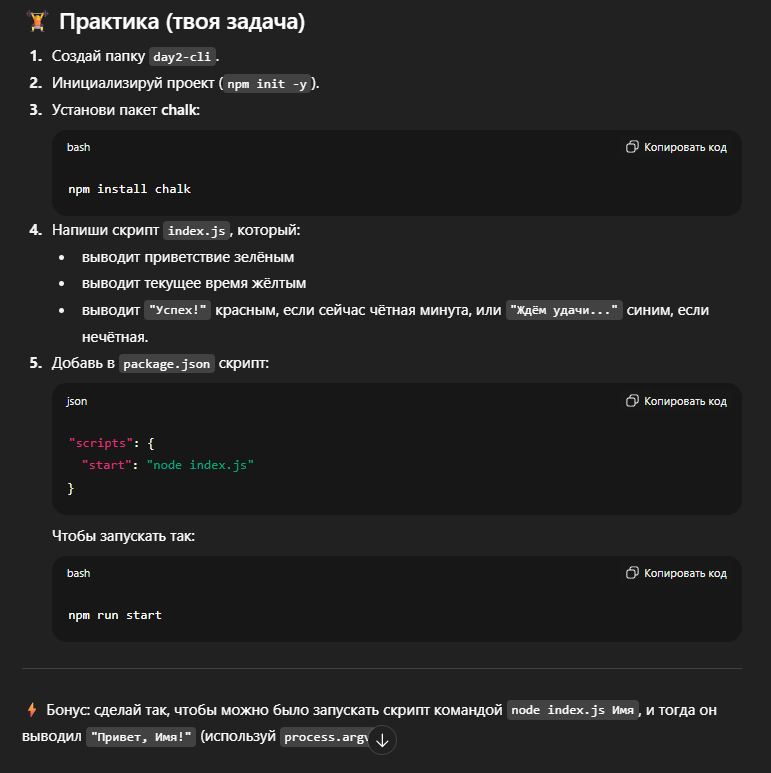 Практика (твоя задача)
1. Создай папку day2-cli.
2. Инициализируй проект (npm init -y).
3. Установи пакет chalk:
bash
Копировать код
npm install chalk
4. Напиши скрипт index.js, который:
• выводит приветствие зелёным
• выводит текущее время жёлтым
• выводит "Успех!" красным, если сейчас чётная минута, или "Ждём удачи..." синим, если
нечётная.
5. Добавь в package.json скрипт:
json
Копировать код
"scripts": {
"start": "node index.js"
}
Чтобы запускать так:
bash
Копировать код
npm run start
Бонус: сделай так, чтобы можно было запускать скрипт командой node index.js Имя, и тогда он
выводил "Привет, Имя!" (используй process.argv